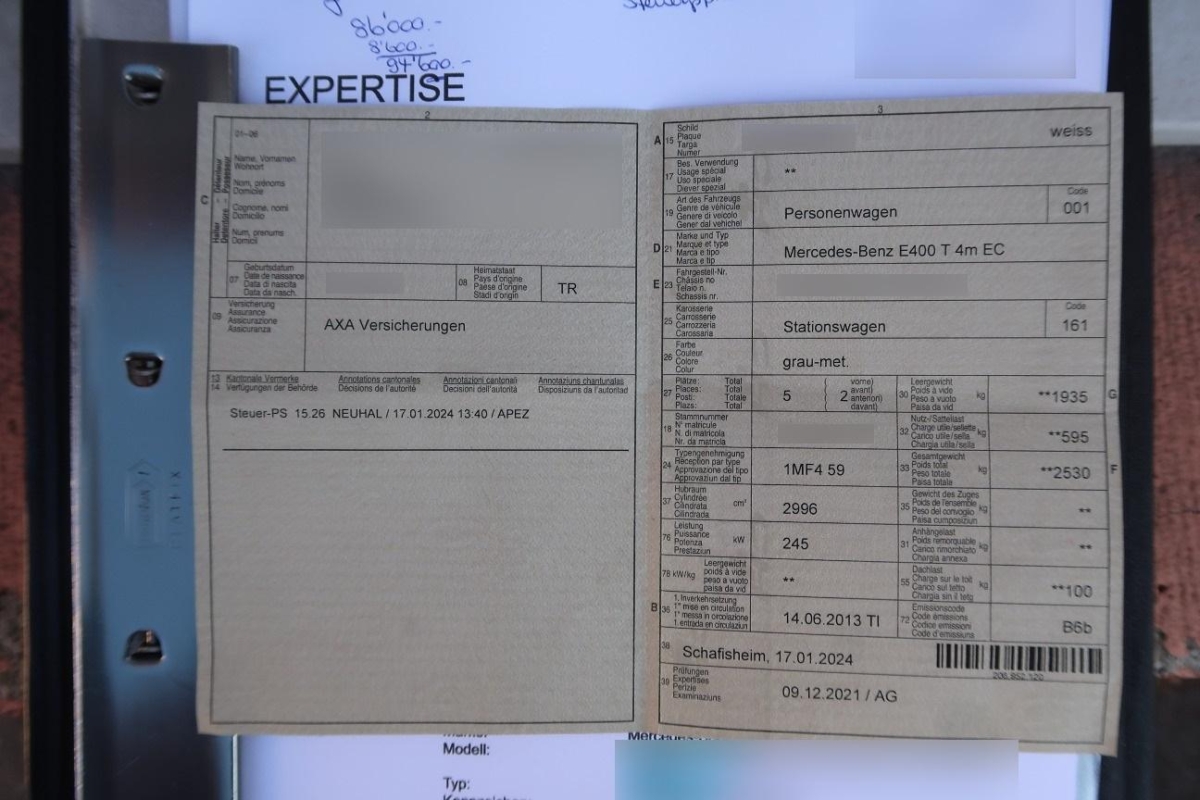 86'000.-
8'600.-
94'600.-
EXPERTISE
2
01-06
Name, Vornamen
Wohnort
Nom, prénoms
Domicile
Cognome, nomi
Domicilio
Num, prenums
Domicil
C
07
Geburtsdatum
Date de naissance
Data di nascita
Data da nasch.
08
Heimatstaat
Pays d'origine
Paese d'origine
Stadi d'origin
TR
09
Versicherung
Assurance
Assicurazione
Assicuranza
AXA Versicherungen
13
14
Kantonale Vermerke
Verfügungen der Behörde
Annotations cantonales
Décisions de l'autorité
Annotazioni cantonali
Decisioni dell'autorità
Annotaziuns chantunales
Disposiziuns da l'autoritad
Steuer-PS 15.26 NEUHAL / 17.01.2024 13:40 / APEZ
3
A
15
Schild
Plaque
Targa
Numer
weiss
17
Bes. Verwendung
Usage spécial
Uso speciale
Diever spezial
**
19
Art des Fahrzeugs
Genre de véhicule
Genere di veicolo
Gener dal vehichel
Personenwagen
Code
001
D
21
Marke und Typ
Marque et type
Marca e tipo
Marca e tip
Mercedes-Benz E400 T 4m EC
E
23
Fahrgestell-Nr.
Châssis no
Telaio n.
Schassis nr.
25
Karosserie
Carrosserie
Carrozzeria
Carossaria
Stationswagen
Code
161
26
Farbe
Couleur
Colore
Colur
grau-met.
27
Plätze: Total
Places: Total
Posti: Totale
Plazs: Total
5
2
vorne)
avant)
anteriori)
davant)
30
Leergewicht
Poids à vide
Peso a vuoto
Paisa da vid
kg
**1935
G
18
Stammnummer
N° matricule
N. di matricola
Nr. da matricla
32
Nutz-/Sattellast
Charge utile/sellette
Carico utile/sella
Chargia utila/sella
kg
**595
24
Typengenehmigung
Réception par type
Approvazione del tipo
Approvaziun dal tip
1MF4 59
33
Gesamtgewicht
Poids total
Peso totale
Paisa totala
kg
**2530
F
37
Hubraum
Cylindrée
Cilindrata
Cilindrada
cm³
2996
35
Gewicht des Zuges
Poids de l'ensemble
Peso del convoglio
Paisa cumposiziun
kg
**
76
Leistung
Puissance
Potenza
Prestaziun
kW
245
31
Anhängelast
Poids remorquable
Carico rimorchiato
Chargia annexa
kg
**
78 kW/kg
Leergewicht
poids à vide
peso a vuoto
paisa da vid
**
55
Dachlast
Charge sur le toit
Carico sul tetto
Chargia sin il tetg
kg
**100
B
36
1. Inverkehrsetzung
1re mise en circulation
1a messa in circolazione
1. entrada en circulaziun
14.06.2013 TI
72
Emissionscode
Code émissions
Codice emissioni
Code d'emissiuns
B6b
38
Schafisheim, 17.01.2024
200.852.120
39
Prüfungen
Expertises
Perizie
Examinaziuns
09.12.2021 / AG
Modell:
Typ: